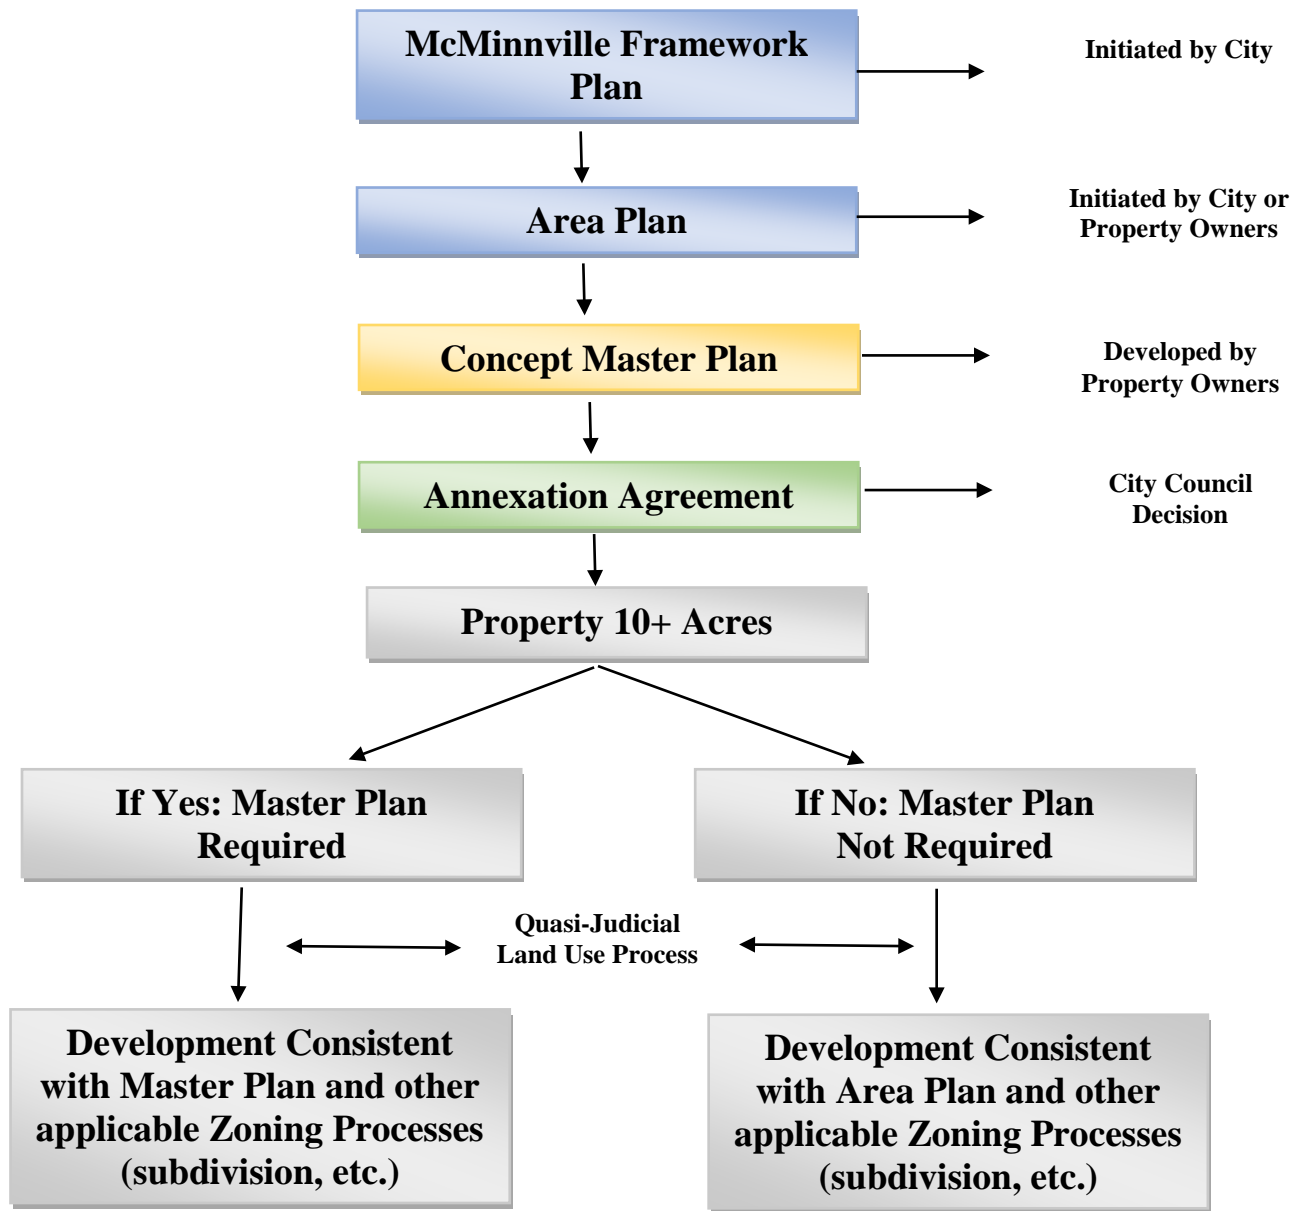 McMinnville Framework
Plan
Initiated by City
Area Plan
Initiated by City or
Property Owners
Concept Master Plan
Developed by
Property Owners
Annexation Agreement
City Council
Decision
Property 10+ Acres
If Yes: Master Plan
Required
If No: Master Plan
Not Required
Quasi-Judicial
Land Use Process
Development Consistent
with Master Plan and other
applicable Zoning Processes
(subdivision, etc.)
Development Consistent
with Area Plan and other
applicable Zoning Processes
(subdivision, etc.)